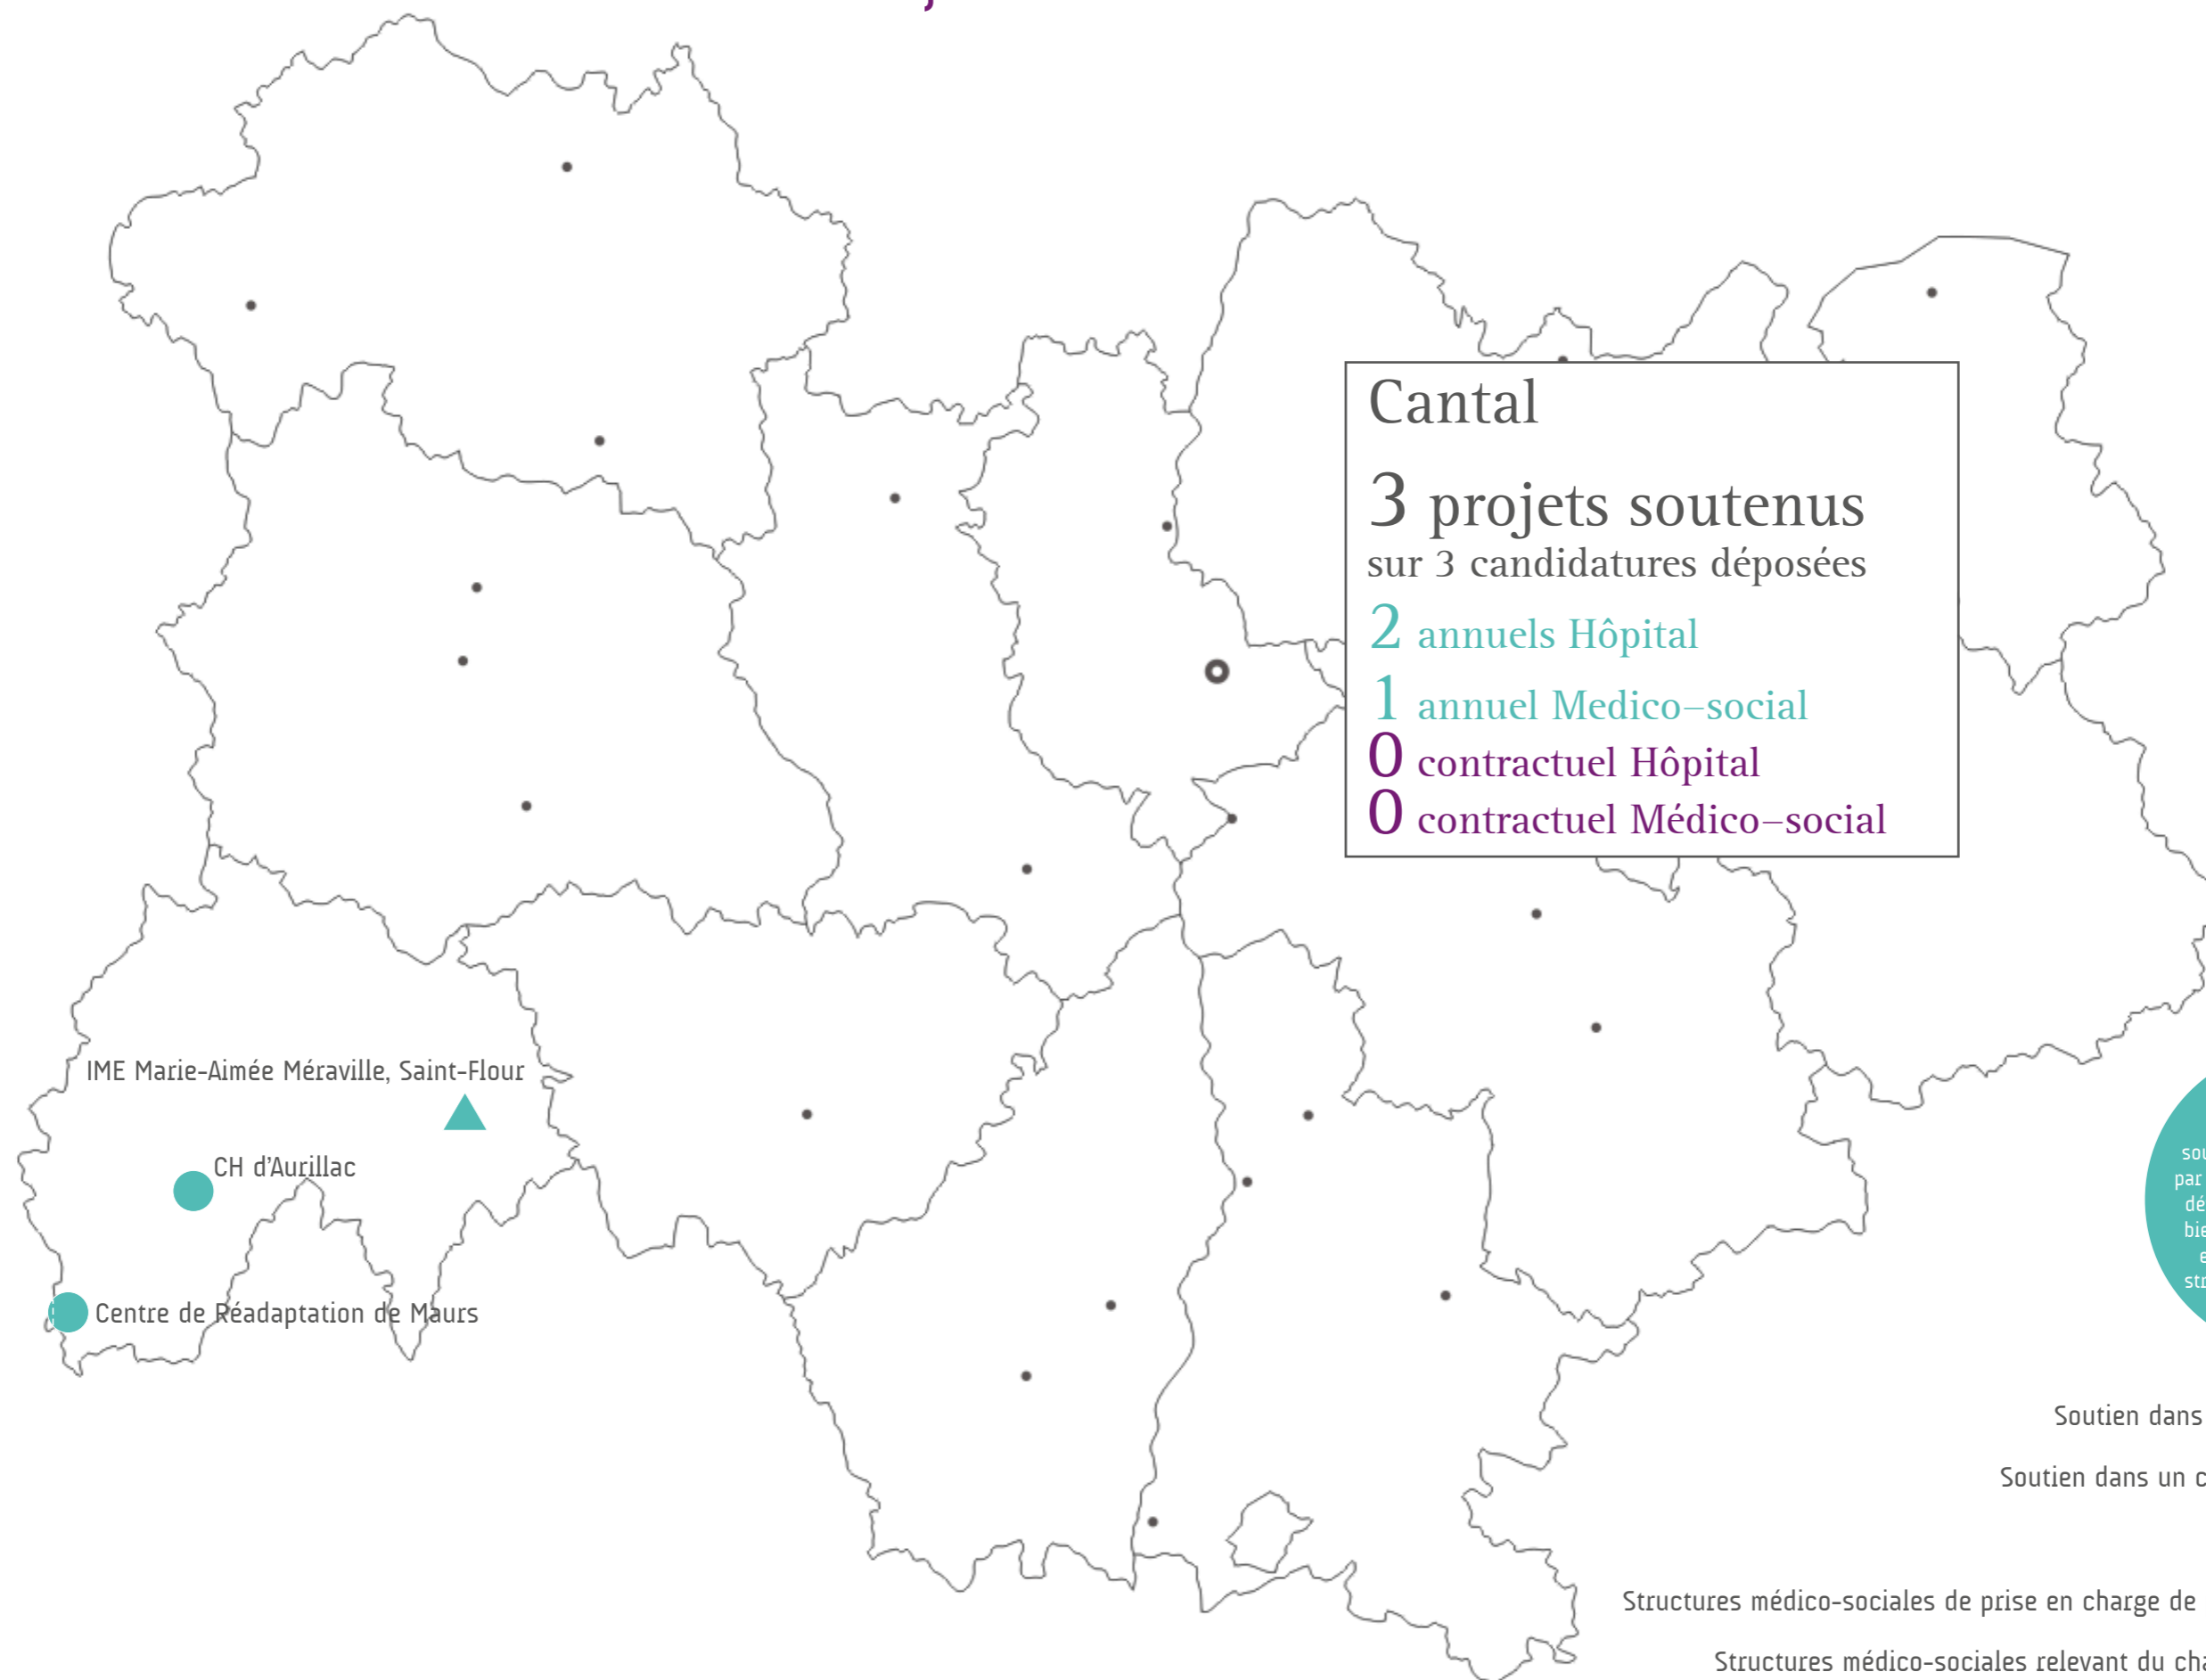 Cantal
3 projets soutenus
sur 3 candidatures déposées
2 annuels Hôpital
1 annuel Medico-social
0 contractuel Hôpital
0 contractuel Médico-social
IME Marie-Aimée Méraville, Saint-Flour
CH d'Aurillac
Centre de Réadaptation de Maurs
par
Soutien dans
Soutien dans un
Structures médico-sociales de prise en charge de
Structures médico-sociales relevant du